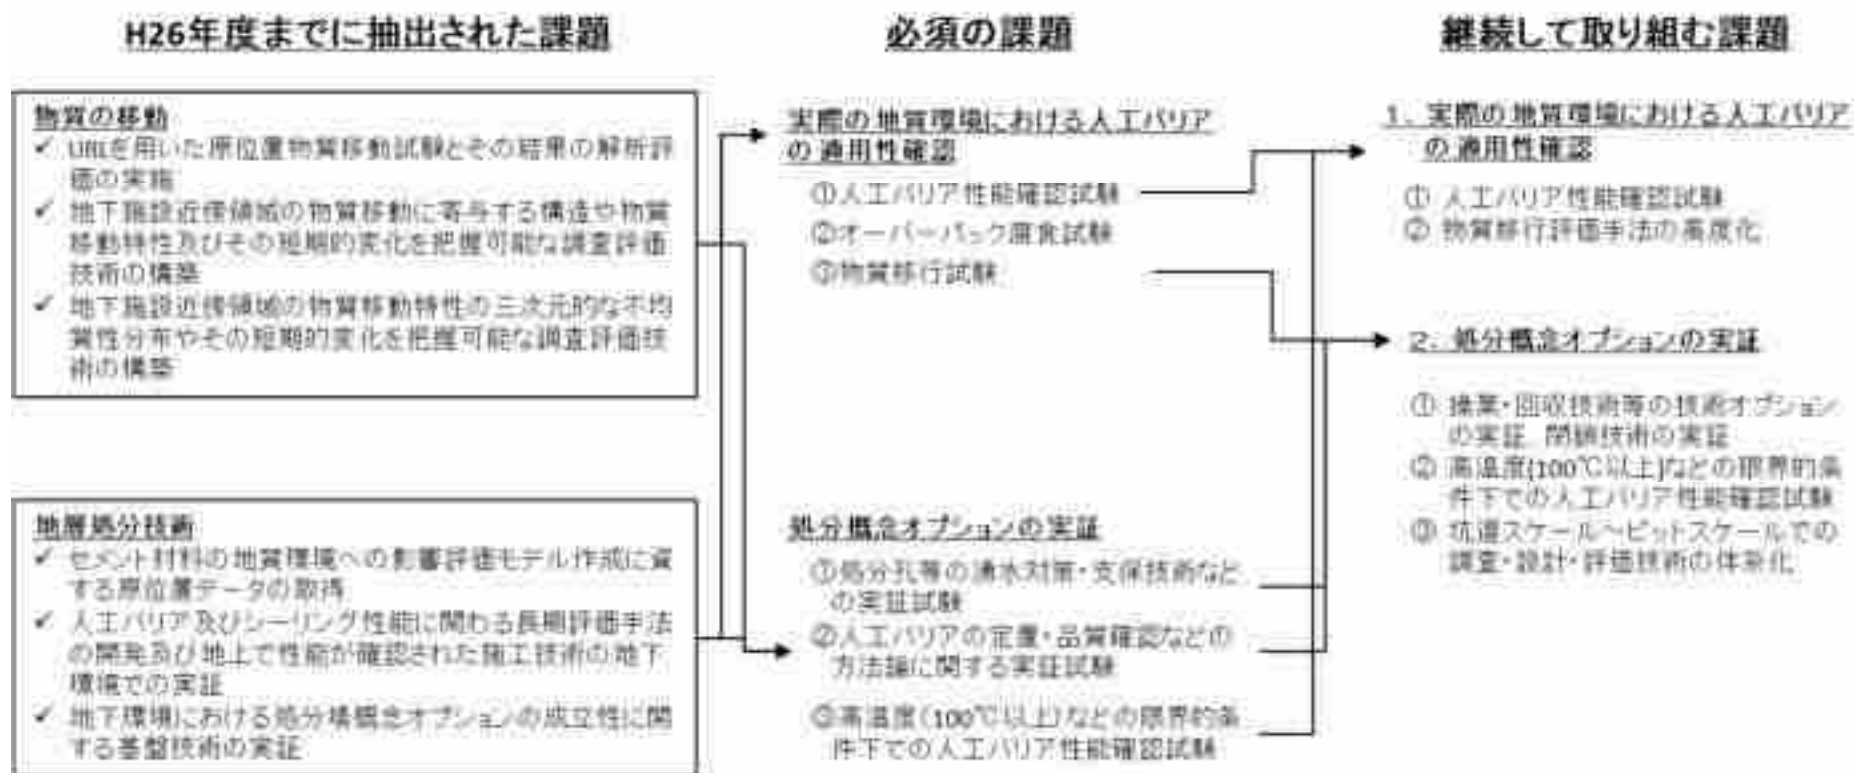 H26年度までに抽出された課題
物質の移動
✓ URLを用いた原位置物質移動試験とその結果の解析評
価の実施
✓ 地下施設近傍領域の物質移動に寄与する構造や物質
移動特性及びその短期的変化を把握可能な調査評価
技術の構築
✓ 地下施設近傍領域の物質移動特性の三次元的な不均
質性分布やその短期的変化を把握可能な調査評価技
術の構築
地層処分技術
✓ セメント材料の地質環境への影響評価モデル作成に資
する原位置データの取得
✓ 人工バリア及びシーリング性能に関わる長期評価手法
の開発及び地上で性能が確認された施工技術の地下
環境での実証
✓ 地下環境における処分場概念オプションの成立性に関
する基盤技術の実証
必須の課題
実際の地質環境における人工バリア
の適用性確認
①人工バリア性能確認試験
②オーバーパック腐食試験
③物質移行試験
処分概念オプションの実証
①処分孔等の湧水対策・支保技術など
の実証試験
②人工バリアの定置・品質確認などの
方法論に関する実証試験
③高温度(100℃以上)などの限界的条
件下での人工バリア性能確認試験
継続して取り組む課題
1. 実際の地質環境における人工バリア
の適用性確認
① 人工バリア性能確認試験
② 物質移行評価手法の高度化
2. 処分概念オプションの実証
① 操業・回収技術等の技術オプション
の実証、閉鎖技術の実証
② 高温度(100℃以上)などの限界的条
件下での人工バリア性能確認試験
③ 坑道スケール～ピットスケールでの
調査・設計・評価技術の体系化